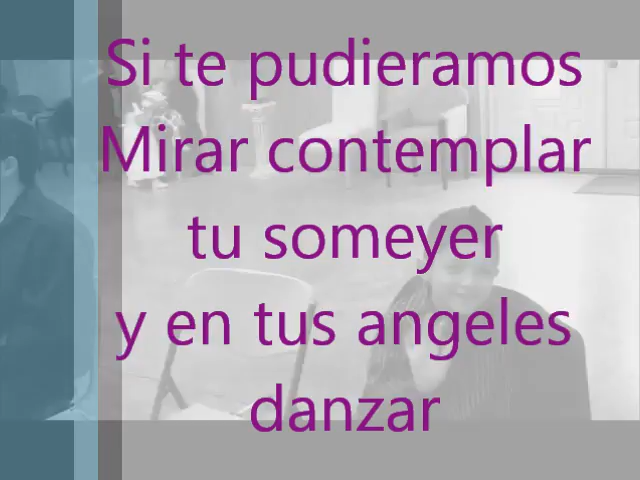 Si te pudieramos
Mirar contemplar
tu someyer
y en tus angeles
danzar